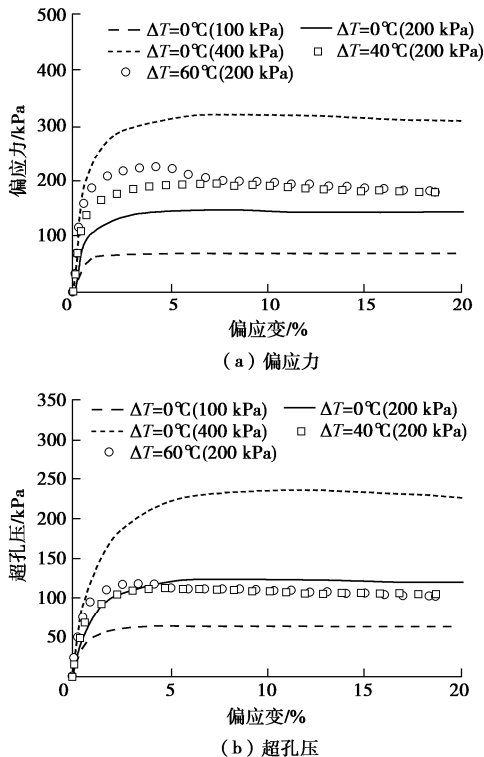 500
400
300
200
100
0
5
10
15
20
偏应力/kPa
ΔT=0℃(100 kPa)
ΔT=0℃(200 kPa)
ΔT=0℃(400 kPa)
ΔT=40℃(200 kPa)
ΔT=60℃(200 kPa)
偏应变/%
(a) 偏应力
350
300
250
200
150
100
50
0
5
10
15
20
超孔压/kPa
ΔT=0℃(100 kPa)
ΔT=0℃(200 kPa)
ΔT=0℃(400 kPa)
ΔT=40℃(200 kPa)
ΔT=60℃(200 kPa)
偏应变/%
(b) 超孔压